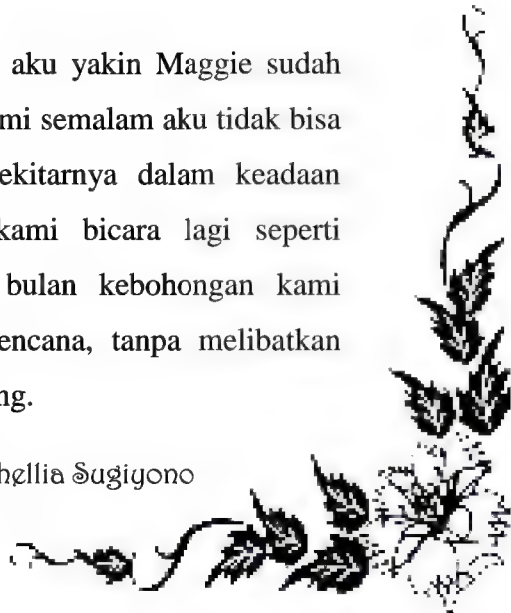 aku yakin Maggie sudah
mi semalam aku tidak bisa
ekitarnya dalam keadaan
kami bicara lagi seperti
bulan kebohongan kami
encana, tanpa melibatkan
ng.
hellia Sugiyono